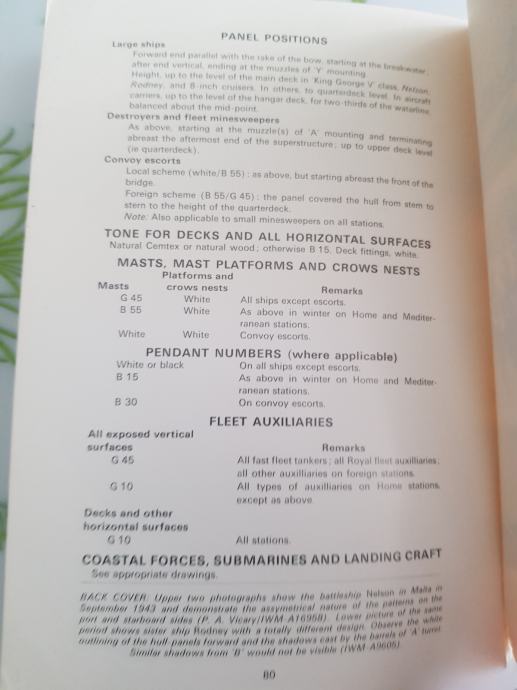 PANEL POSITIONS
Large ships
Forward end parallel with the rake of the bow, starting at the breakwater;
after end vertical, ending at the muzzles of 'Y' mounting.
Height, up to the level of the main deck in 'King George V' class, Nelson,
Rodney, and 8-inch cruisers. In others, to quarterdeck level. In aircraft
carriers, up to the level of the hangar deck, for two-thirds of the waterline,
balanced about the mid-point.
Destroyers and fleet minesweepers
As above, starting at the muzzle(s) of 'A' mounting and terminating
abreast the aftermost end of the superstructure; up to upper deck level
(ie quarterdeck).
Convoy escorts
Local scheme (white/B 55) : as above, but starting abreast the front of the
bridge.
Foreign scheme (B 55/G 45) : the panel covered the hull from stem to
stern to the height of the quarterdeck.
Note: Also applicable to small minesweepers on all stations.
TONE FOR DECKS AND ALL HORIZONTAL SURFACES
Natural Cemtex or natural wood; otherwise B 15. Deck fittings, white.
MASTS, MAST PLATFORMS AND CROWS NESTS
Platforms and
Masts crows nests Remarks
G 45 White All ships except escorts.
B 55 White As above in winter on Home and Mediter-
ranean stations.
White White Convoy escorts.
PENDANT NUMBERS (where applicable)
White or black On all ships except escorts.
B 15 As above in winter on Home and Mediter-
ranean stations.
B 30 On convoy escorts.
FLEET AUXILIARIES
All exposed vertical
surfaces Remarks
G 45 All fast fleet tankers; all Royal fleet auxilliaries;
all other auxilliaries on foreign stations.
G 10 All types of auxilliaries on Home stations,
except as above.
Decks and other
horizontal surfaces
G 10 All stations.
COASTAL FORCES, SUBMARINES AND LANDING CRAFT
See appropriate drawings.
BACK COVER: Upper two photographs show the battleship Nelson in Malta in
September 1943 and demonstrate the assymetrical nature of the patterns on the
port and starboard sides (P. A. Vicary/IWM-A16958). Lower picture of the same
period shows sister ship Rodney with a totally different design. Observe the white
outlining of the hull panels forward and the shadows cast by the barrels of 'A' turret.
Similar shadows from 'B' would not be visible (IWM-A9605).
80